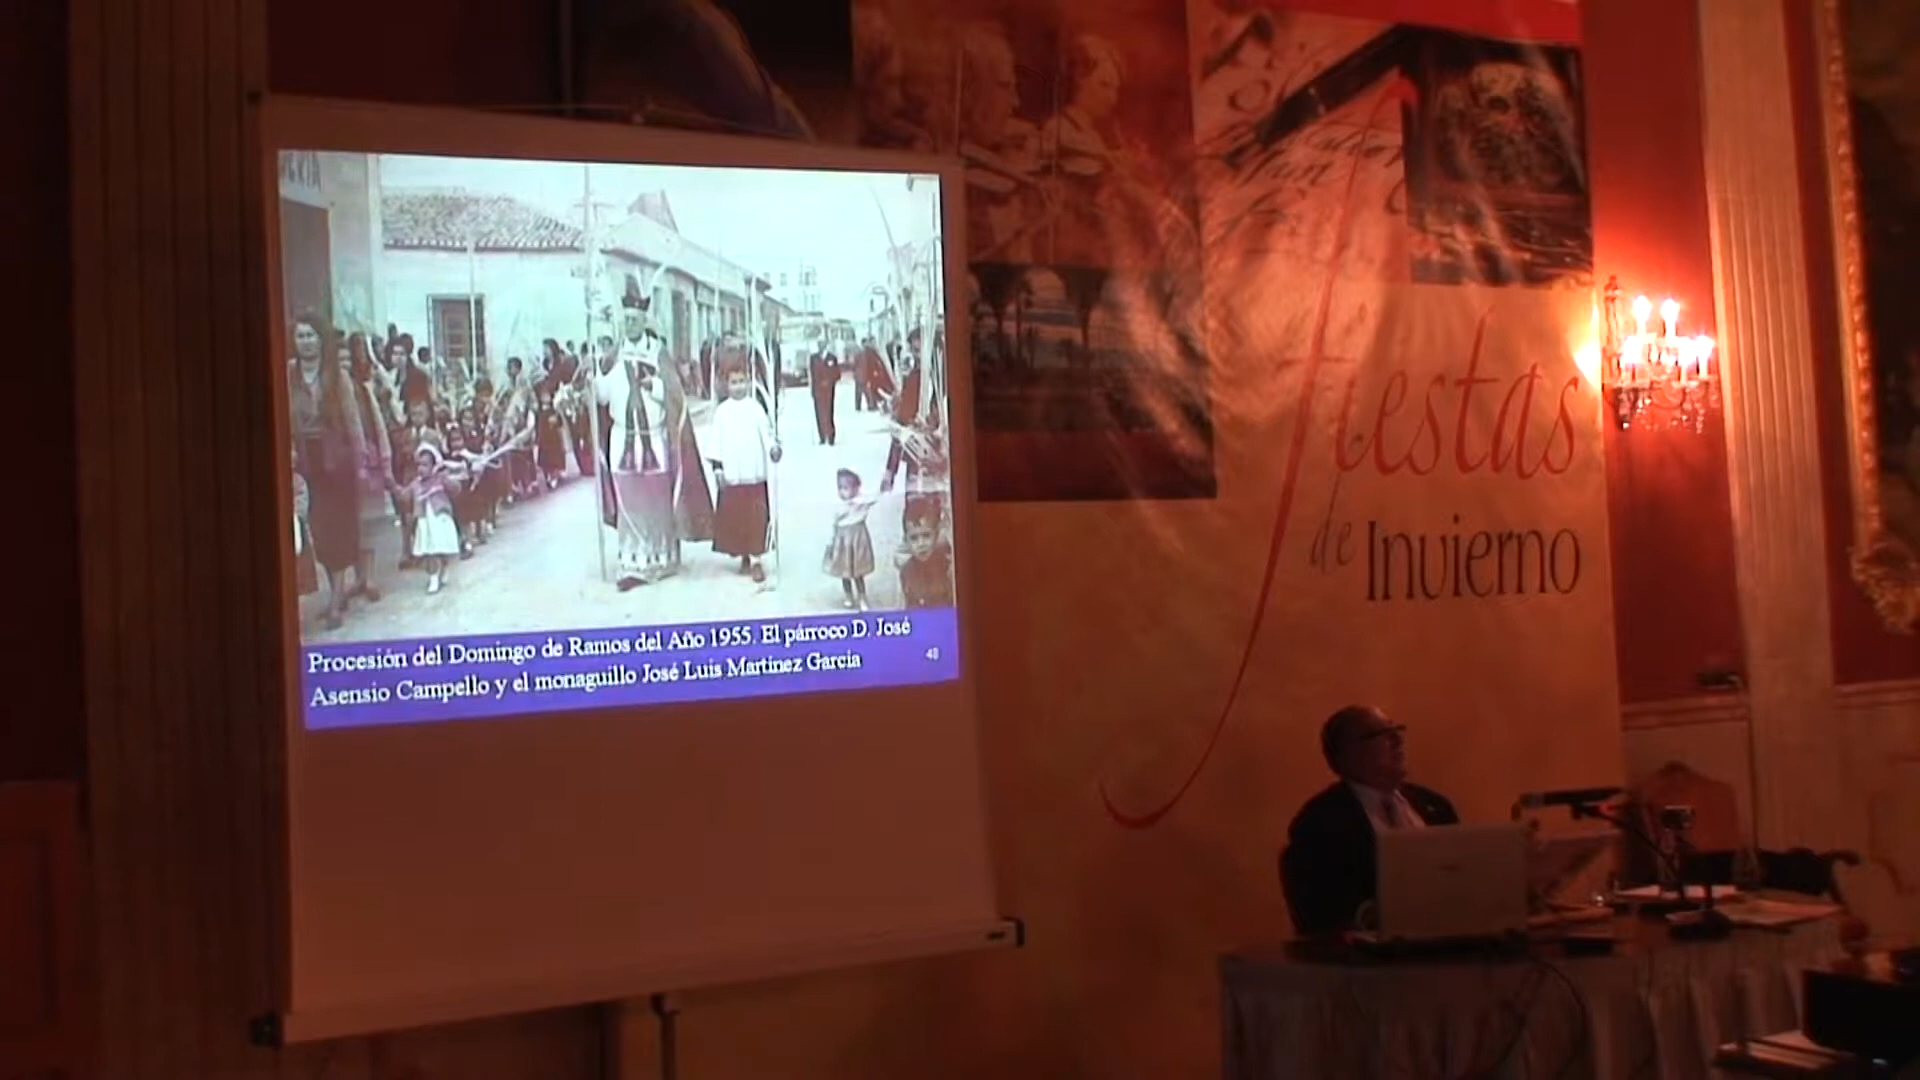 Procesión del Domingo de Ramos del Año 1955. El párroco D. José
Asensio Campello y el monaguillo José Luis Martínez García
48
fiestas
de Invierno